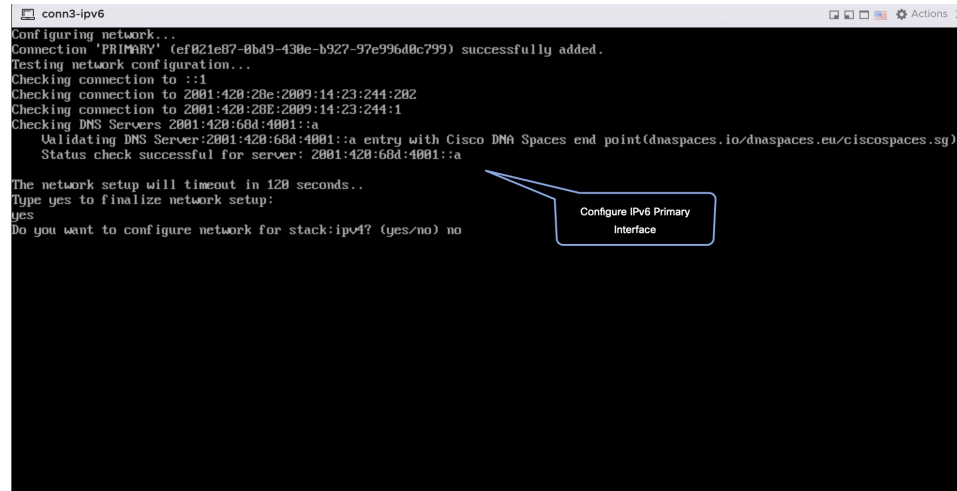 conn3-ipv6
Actions
Configuring network...
Connection 'PRIMARY' (ef021e87-0bd9-430e-b927-97e996d0c799) successfully added.
Testing network configuration...
Checking connection to ::1
Checking connection to 2001:420:28e:2009:14:23:244:202
Checking connection to 2001:420:28E:2009:14:23:244:1
Checking DNS Servers 2001:420:68d:4001::a
Validating DNS Server:2001:420:68d:4001::a entry with Cisco DNA Spaces end point(dnaspaces.io/dnaspaces.eu/ciscospaces.sg)
Status check successful for server: 2001:420:68d:4001::a
The network setup will timeout in 120 seconds..
Type yes to finalize network setup:
yes
Do you want to configure network for stack:ipv4? (yes/no) no
Configure IPv6 Primary
Interface